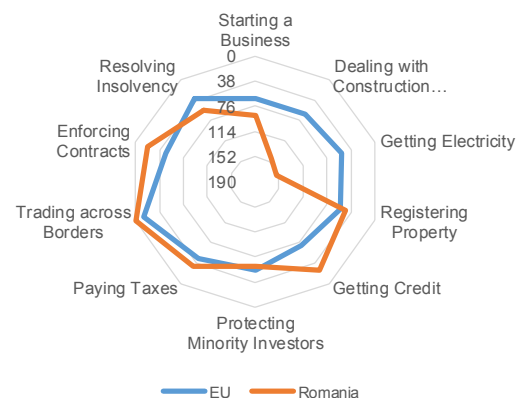 Starting a
Business
0
38
76
114
152
190
Dealing with
Construction…
Getting Electricity
Registering
Property
Getting Credit
Protecting
Minority Investors
Paying Taxes
Trading across
Borders
Enforcing
Contracts
Resolving
Insolvency
EU
Romania